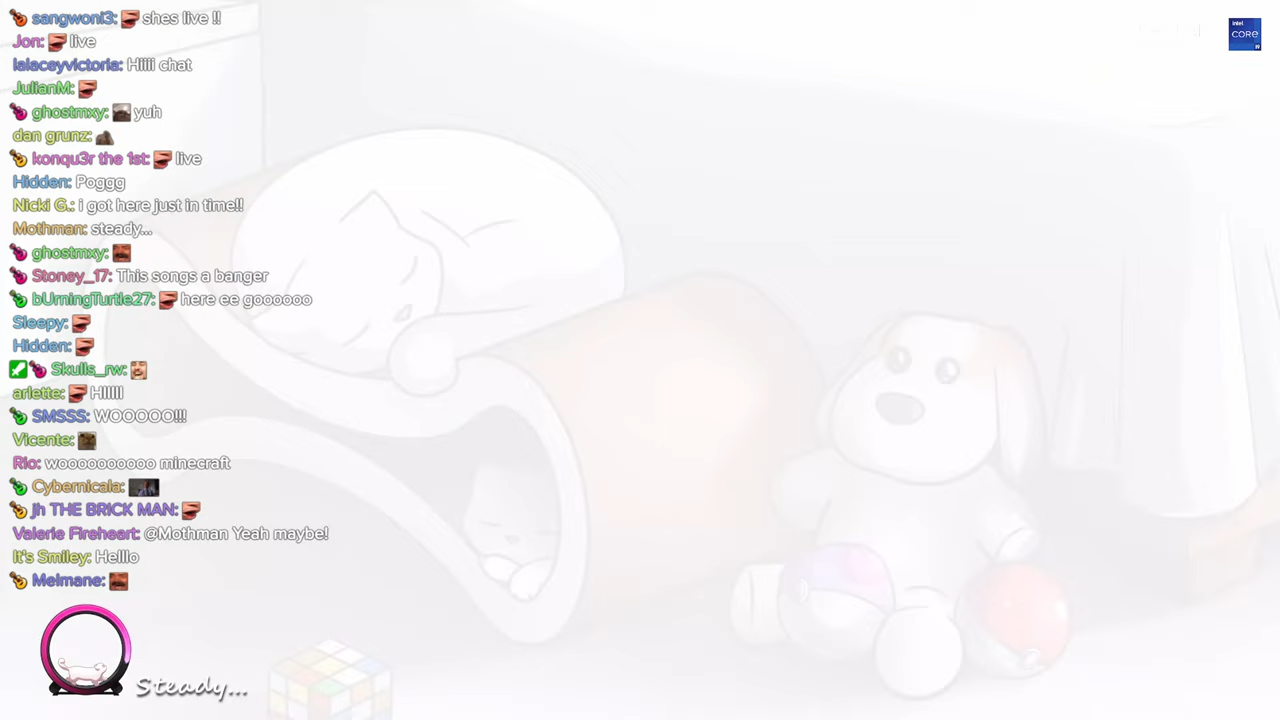 sangwoni3: shes live !!
Jon: live
lalaceyvictoria: Hiiii chat
JulianM:
ghostmxy: yuh
dan grunz:
konqu3r the 1st: live
Hidden: Poggg
Nicki G.: i got here just in time!!
Mothman: steady...
ghostmxy:
Stoney_17: This songs a banger
bUrningTurtle27: here ee goooooo
Sleepy:
Hidden:
Skulls_rw:
arlette: HIIIII
SMSSS: WOOOOO!!!
Vicente:
Rio: woooooooooo minecraft
Cybernicala:
jh THE BR1CK MAN:
Valerie Fireheart: @Mothman Yeah maybe!
It's Smiley: Helllo
Melmane:
Steady...
intel
CORE
i9